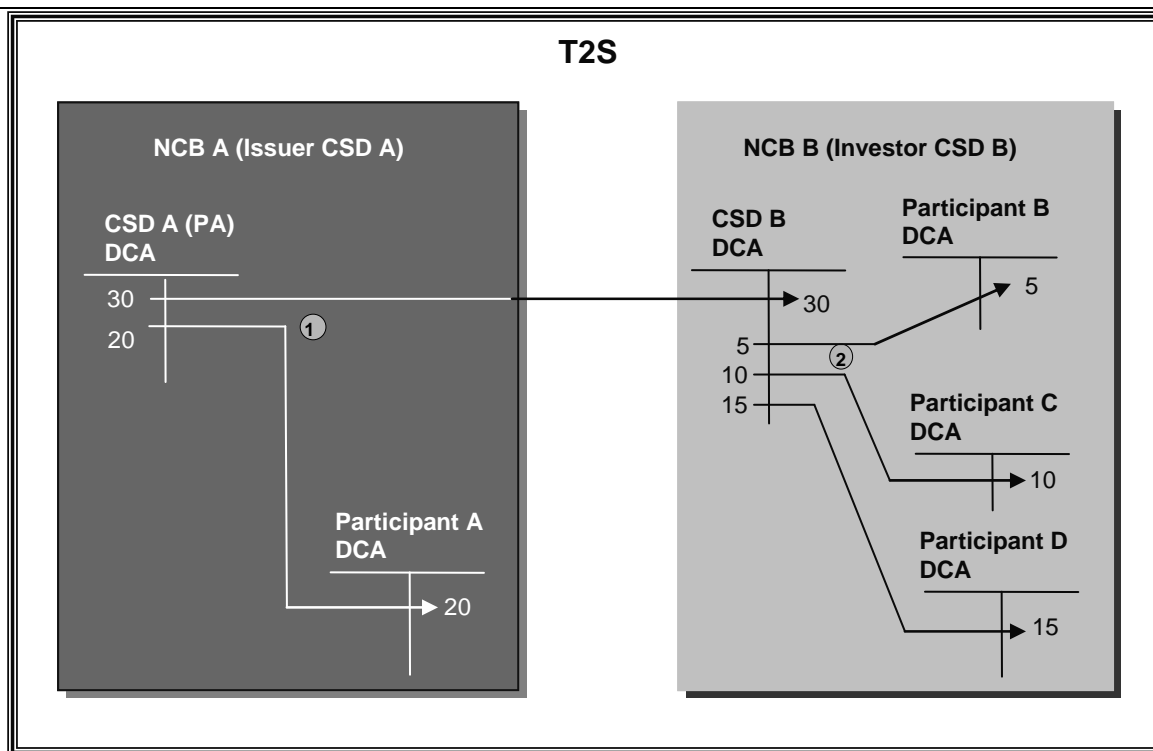 T2S
NCB A (Issuer CSD A)
CSD A (PA)
DCA
30
20
1
Participant A
DCA
20
NCB B (Investor CSD B)
CSD B
DCA
30
5
10
15
2
Participant B
DCA
5
Participant C
DCA
10
Participant D
DCA
15